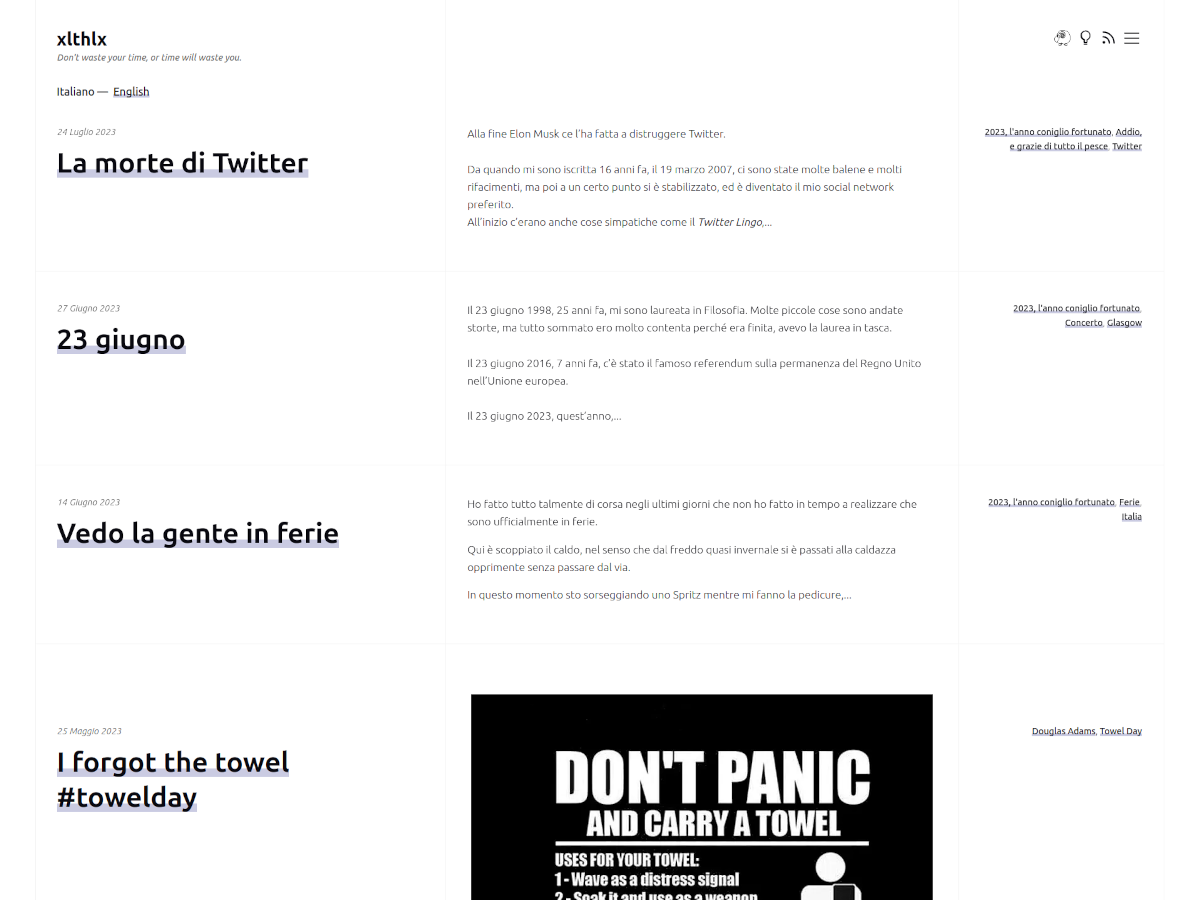 xlthlx
Don't waste your time, or time will waste you.
Italiano — English
24 Luglio 2023
La morte di Twitter
Alla fine Elon Musk ce l'ha fatta a distruggere Twitter.
Da quando mi sono iscritta 16 anni fa, il 19 marzo 2007, ci sono state molte balene e molti
rifacimenti, ma poi a un certo punto si è stabilizzato, ed è diventato il mio social network
preferito.
All'inizio c'erano anche cose simpatiche come il Twitter Lingo,...
2023, l'anno coniglio fortunato, Addio,
e grazie di tutto il pesce, Twitter
27 Giugno 2023
23 giugno
Il 23 giugno 1998, 25 anni fa, mi sono laureata in Filosofia. Molte piccole cose sono andate
storte, ma tutto sommato ero molto contenta perché era finita, avevo la laurea in tasca.
Il 23 giugno 2016, 7 anni fa, c'è stato il famoso referendum sulla permanenza del Regno Unito
nell'Unione europea.
Il 23 giugno 2023, quest'anno,...
2023, l'anno coniglio fortunato,
Concerto, Glasgow
14 Giugno 2023
Vedo la gente in ferie
Ho fatto tutto talmente di corsa negli ultimi giorni che non ho fatto in tempo a realizzare che
sono ufficialmente in ferie.
Qui è scoppiato il caldo, nel senso che dal freddo quasi invernale si è passati alla caldazza
opprimente senza passare dal via.
In questo momento sto sorseggiando uno Spritz mentre mi fanno la pedicure,...
2023, l'anno coniglio fortunato, Ferie,
Italia
25 Maggio 2023
I forgot the towel
#towelday
DON'T PANIC
AND CARRY A TOWEL
USES FOR YOUR TOWEL:
1 - Wave as a distress signal
2 - Soak it and use as a weapon
Douglas Adams, Towel Day